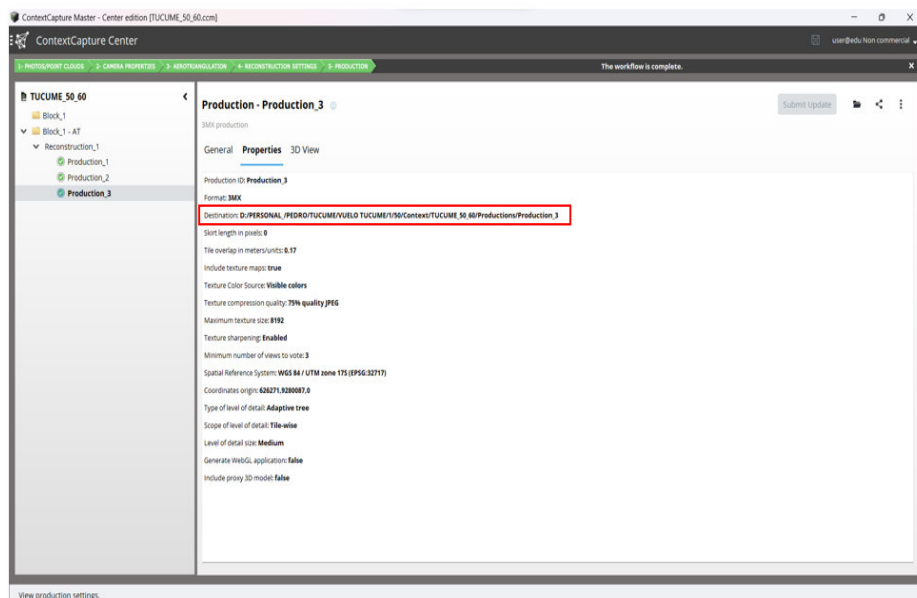 ContextCapture Master - Center edition [TUCUME_50_60.ccm]
ContextCapture Center
user@edu Non commercial
1- PHOTOS/POINT CLOUDS 2- CAMERA PROPERTIES 3- AEROTRIANGULATION 4- RECONSTRUCTION SETTINGS 5- PRODUCTION The workflow is complete.
TUCUME_50_60
Block_1
Block_1 - AT
Reconstruction_1
Production_1
Production_2
Production_3
Production - Production_3
Submit Update
3MX production
General Properties 3D View
Production ID: Production_3
Format: 3MX
Destination: D:/PERSONAL_/PEDRO/TUCUME/VUELO TUCUME/1/50/Context/TUCUME_50_60/Productions/Production_3
Skirt length in pixels: 0
Tile overlap in meters/units: 0.17
Include texture maps: true
Texture Color Source: Visible colors
Texture compression quality: 75% quality JPEG
Maximum texture size: 8192
Texture sharpening: Enabled
Minimum number of views to vote: 3
Spatial Reference System: WGS 84 / UTM zone 17S (EPSG:32717)
Coordinates origin: 626271,9280087,0
Type of level of detail: Adaptive tree
Scope of level of detail: Tile-wise
Level of detail size: Medium
Generate WebGL application: false
Include proxy 3D model: false
View production settings.